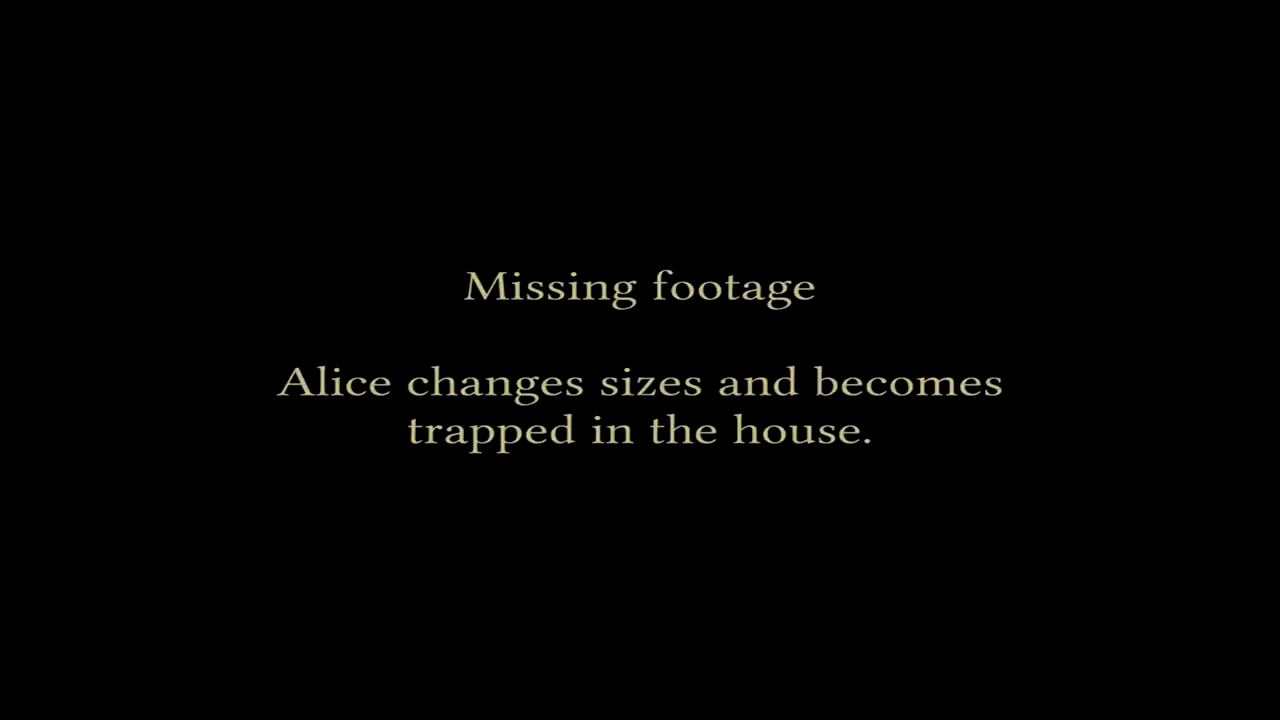 Missing footage
Alice changes sizes and becomes
trapped in the house.